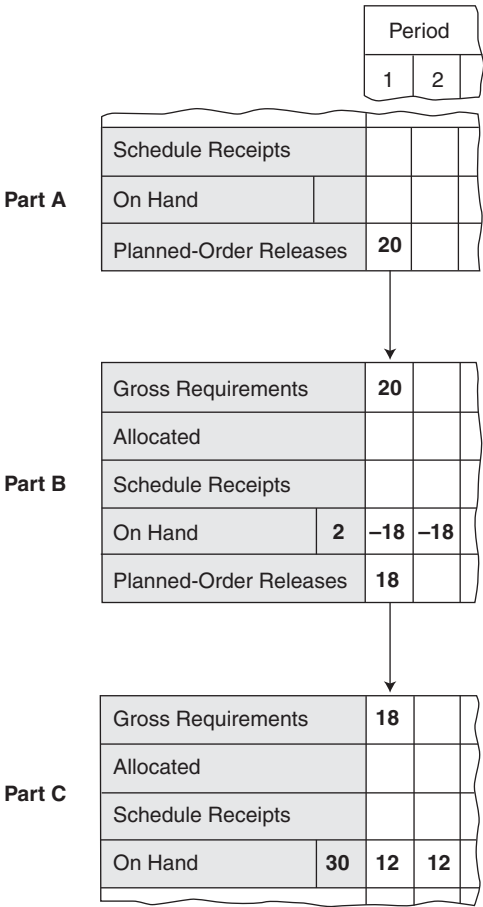 Period
1 2
Schedule Receipts
Part A
On Hand
Planned-Order Releases 20
Gross Requirements 20
Allocated
Part B
Schedule Receipts
On Hand 2 –18 –18
Planned-Order Releases 18
Gross Requirements 18
Allocated
Part C
Schedule Receipts
On Hand 30 12 12